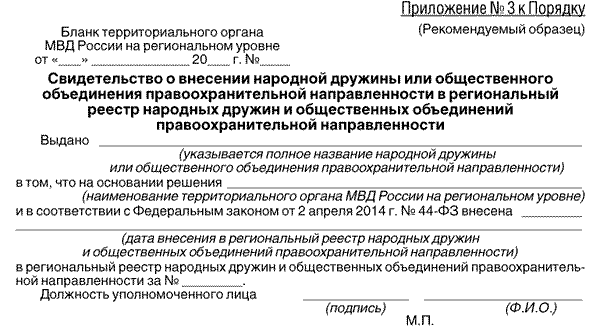 Приложение № 3 к Порядку
(Рекомендуемый образец)
Бланк территориального органа
МВД России на региональном уровне
от «___» __________ 20___ г. №____
Свидетельство о внесении народной дружины или общественного
объединения правоохранительной направленности в региональный
реестр народных дружин и общественных объединений
правоохранительной направленности
Выдано
(указывается полное название народной дружины
или общественного объединения правоохранительной направленности)
в том, что на основании решения
(наименование территориального органа МВД России на региональном уровне)
и в соответствии с Федеральным законом от 2 апреля 2014 г. № 44-ФЗ внесена
(дата внесения в региональный реестр народных дружин
и общественных объединений правоохранительной направленности)
в региональный реестр народных дружин и общественных объединений правоохранитель-
ной направленности за № _________.
Должность уполномоченного лица
(подпись) (Ф.И.О.)
М.П.